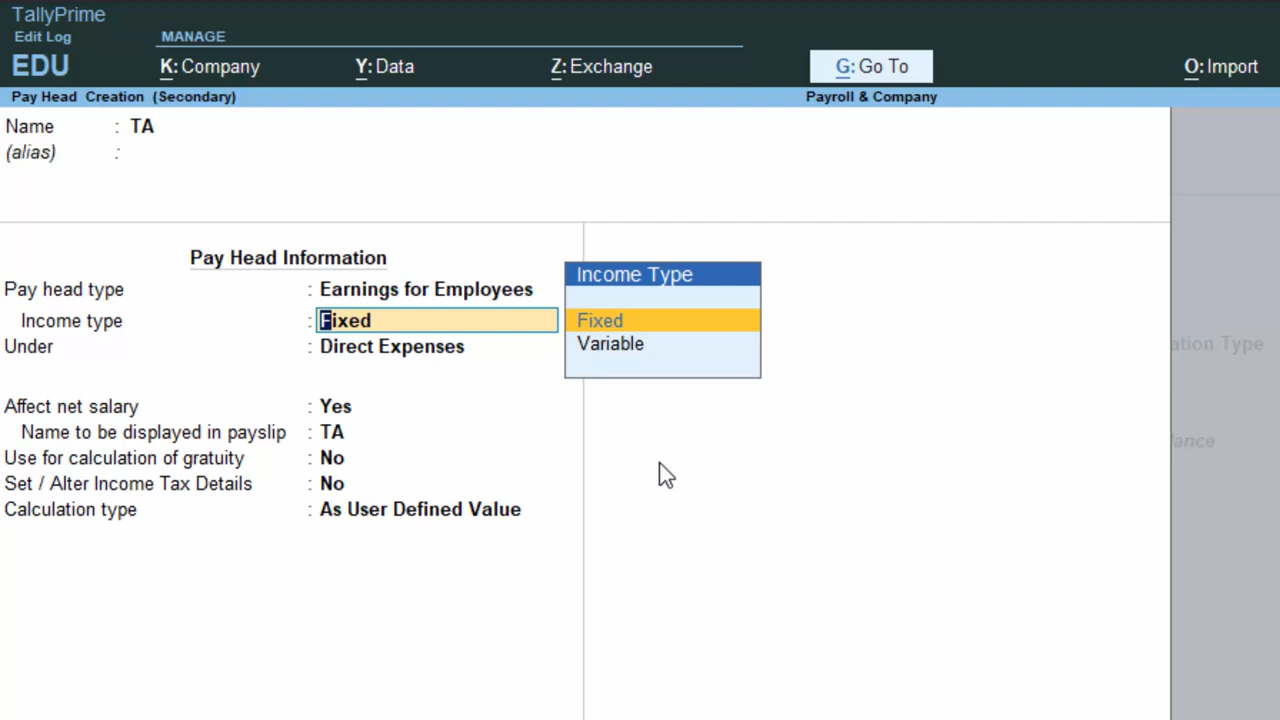 TallyPrime
Edit Log
MANAGE
EDU
K: Company
Y: Data
Z: Exchange
G: Go To
O: Import
Pay Head Creation (Secondary)
Payroll & Company
Name : TA
(alias) :
Pay Head Information
Income Type
Pay head type : Earnings for Employees
Income type : Fixed
Fixed
Under : Direct Expenses
Variable
ation Type
Affect net salary : Yes
Name to be displayed in payslip : TA
lance
Use for calculation of gratuity : No
Set / Alter Income Tax Details : No
Calculation type : As User Defined Value